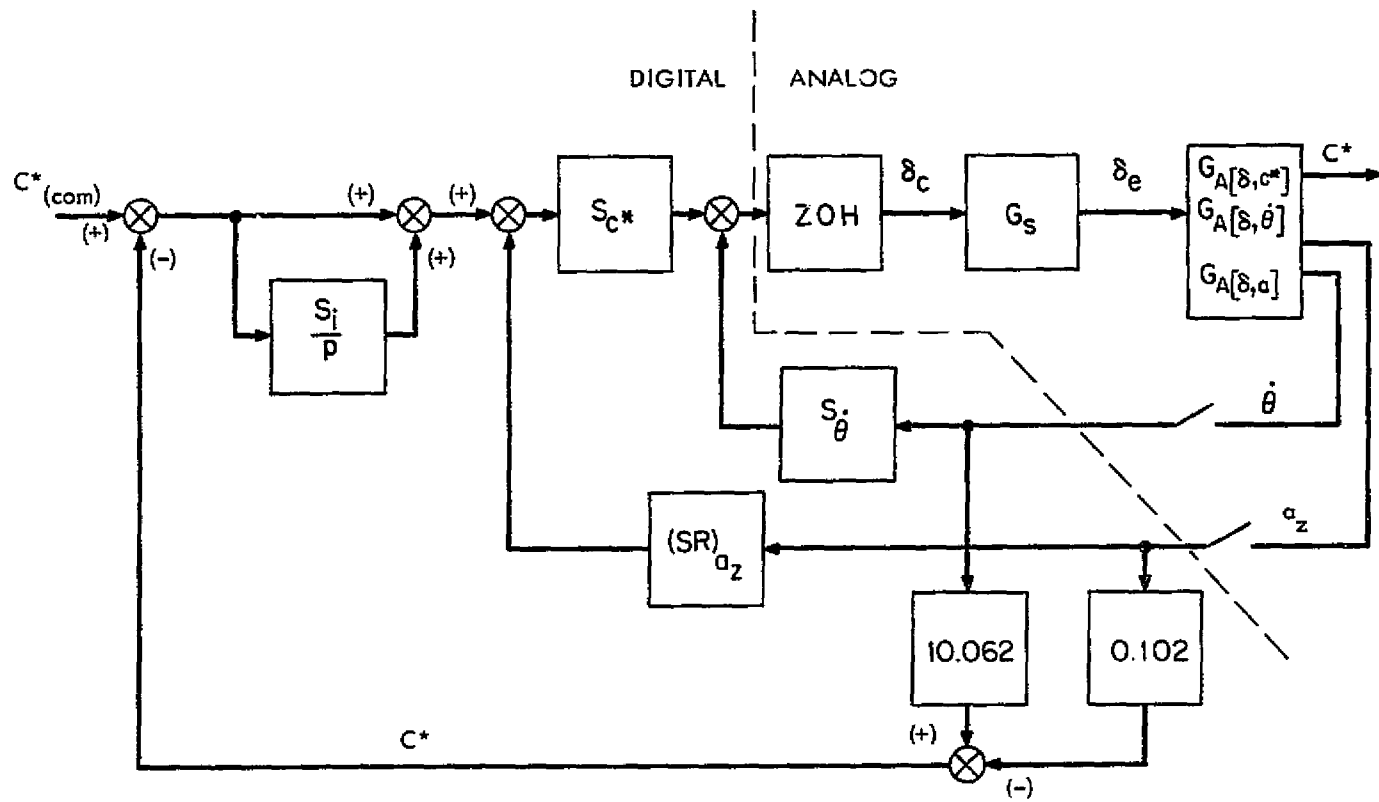 DIGITAL ANALOG
C*(com)
(+)
(-)
(+)
(+)
(+)
S_i
p
S_C*
ZOH
δ_c
G_s
δ_e
G_A[δ,c*]
G_A[δ,θ̇]
G_A[δ,a]
C*
S_θ̇
θ̇
(SR)_a_z
a_z
10.062
0.102
C*
(+)
(-)